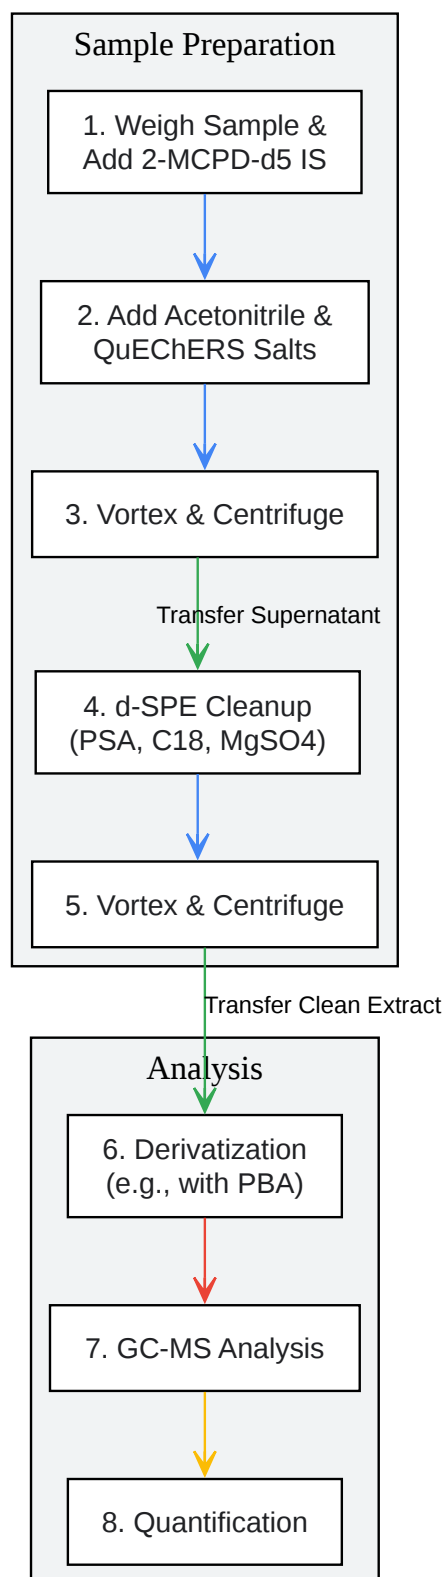 Sample Preparation
1. Weigh Sample &
Add 2-MCPD-d5 IS
2. Add Acetonitrile &
QuEChERS Salts
3. Vortex & Centrifuge
Transfer Supernatant
4. d-SPE Cleanup
(PSA, C18, MgSO4)
5. Vortex & Centrifuge
Transfer Clean Extract
Analysis
6. Derivatization
(e.g., with PBA)
7. GC-MS Analysis
8. Quantification